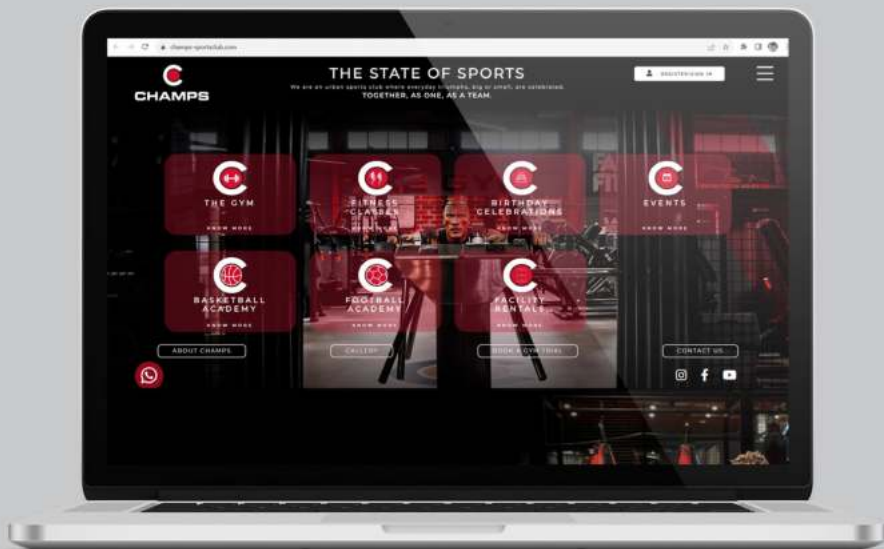 champs-sportsclub.com
CHAMPS
THE STATE OF SPORTS
We are an urban sports club where everyday triumphs, big or small, are celebrated.
TOGETHER, AS ONE, AS A TEAM.
REGISTER/SIGN IN
THE GYM
KNOW MORE
FITNESS
CLASSES
KNOW MORE
BIRTHDAY
CELEBRATIONS
KNOW MORE
EVENTS
KNOW MORE
BASKETBALL
ACADEMY
KNOW MORE
FOOTBALL
ACADEMY
KNOW MORE
FACILITY
RENTALS
KNOW MORE
ABOUT CHAMPS
GALLERY
BOOK A GYM TRIAL
CONTACT US